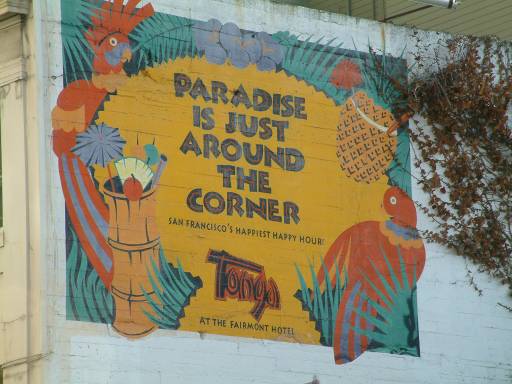 PARADISE
IS JUST
AROUND
THE
CORNER
SAN FRANCISCO'S HAPPIEST HAPPY HOUR!
Tonga
AT THE FAIRMONT HOTEL